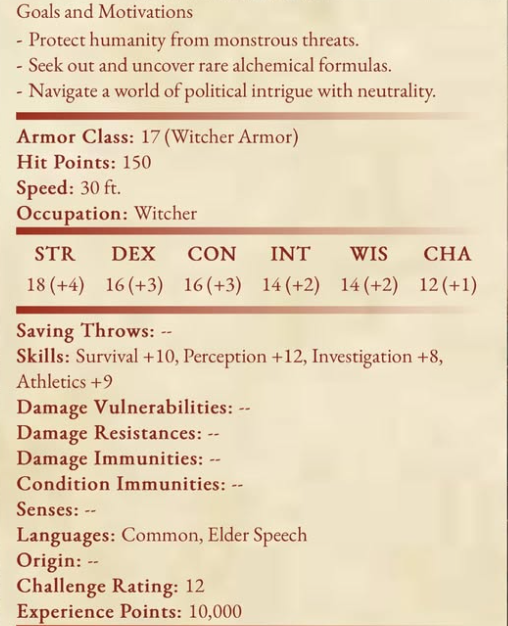 Goals and Motivations
- Protect humanity from monstrous threats.
- Seek out and uncover rare alchemical formulas.
- Navigate a world of political intrigue with neutrality.
Armor Class: 17 (Witcher Armor)
Hit Points: 150
Speed: 30 ft.
Occupation: Witcher
STR DEX CON INT WIS CHA
18 (+4) 16 (+3) 16 (+3) 14 (+2) 14 (+2) 12 (+1)
Saving Throws: --
Skills: Survival +10, Perception +12, Investigation +8,
Athletics +9
Damage Vulnerabilities: --
Damage Resistances: --
Damage Immunities: --
Condition Immunities: --
Senses: --
Languages: Common, Elder Speech
Origin: --
Challenge Rating: 12
Experience Points: 10,000